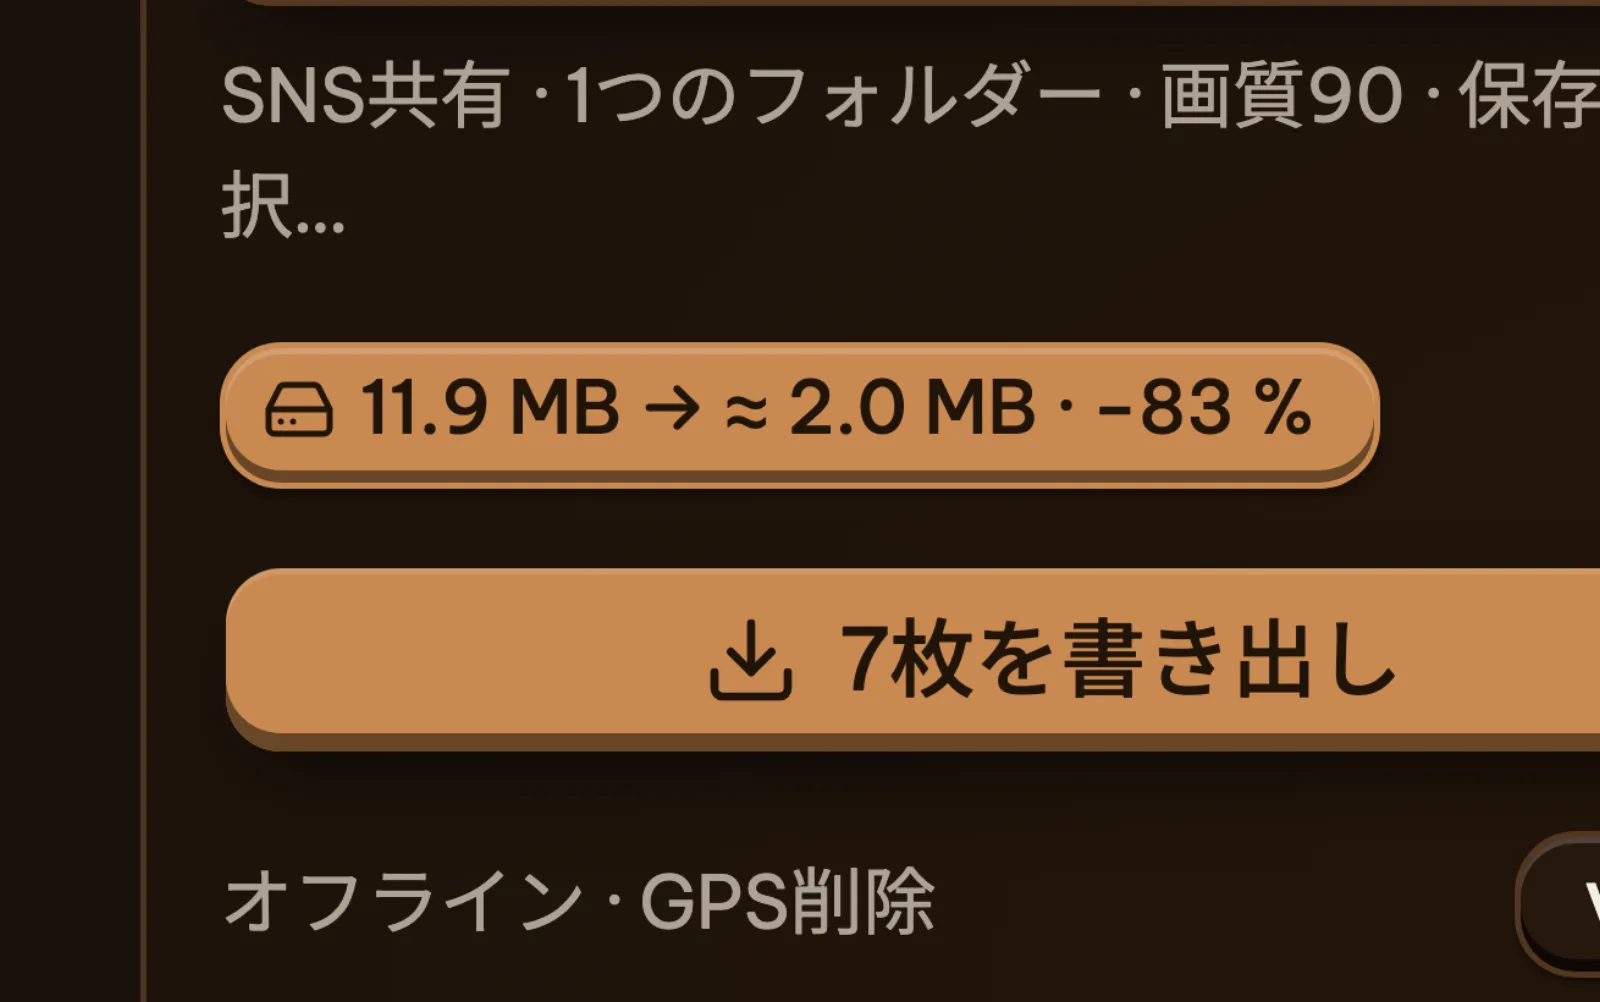 SNS共有 · 1つのフォルダー · 画質90 · 保存
択...
11.9 MB → ≈ 2.0 MB · −83 %
7枚を書き出し
オフライン · GPS削除